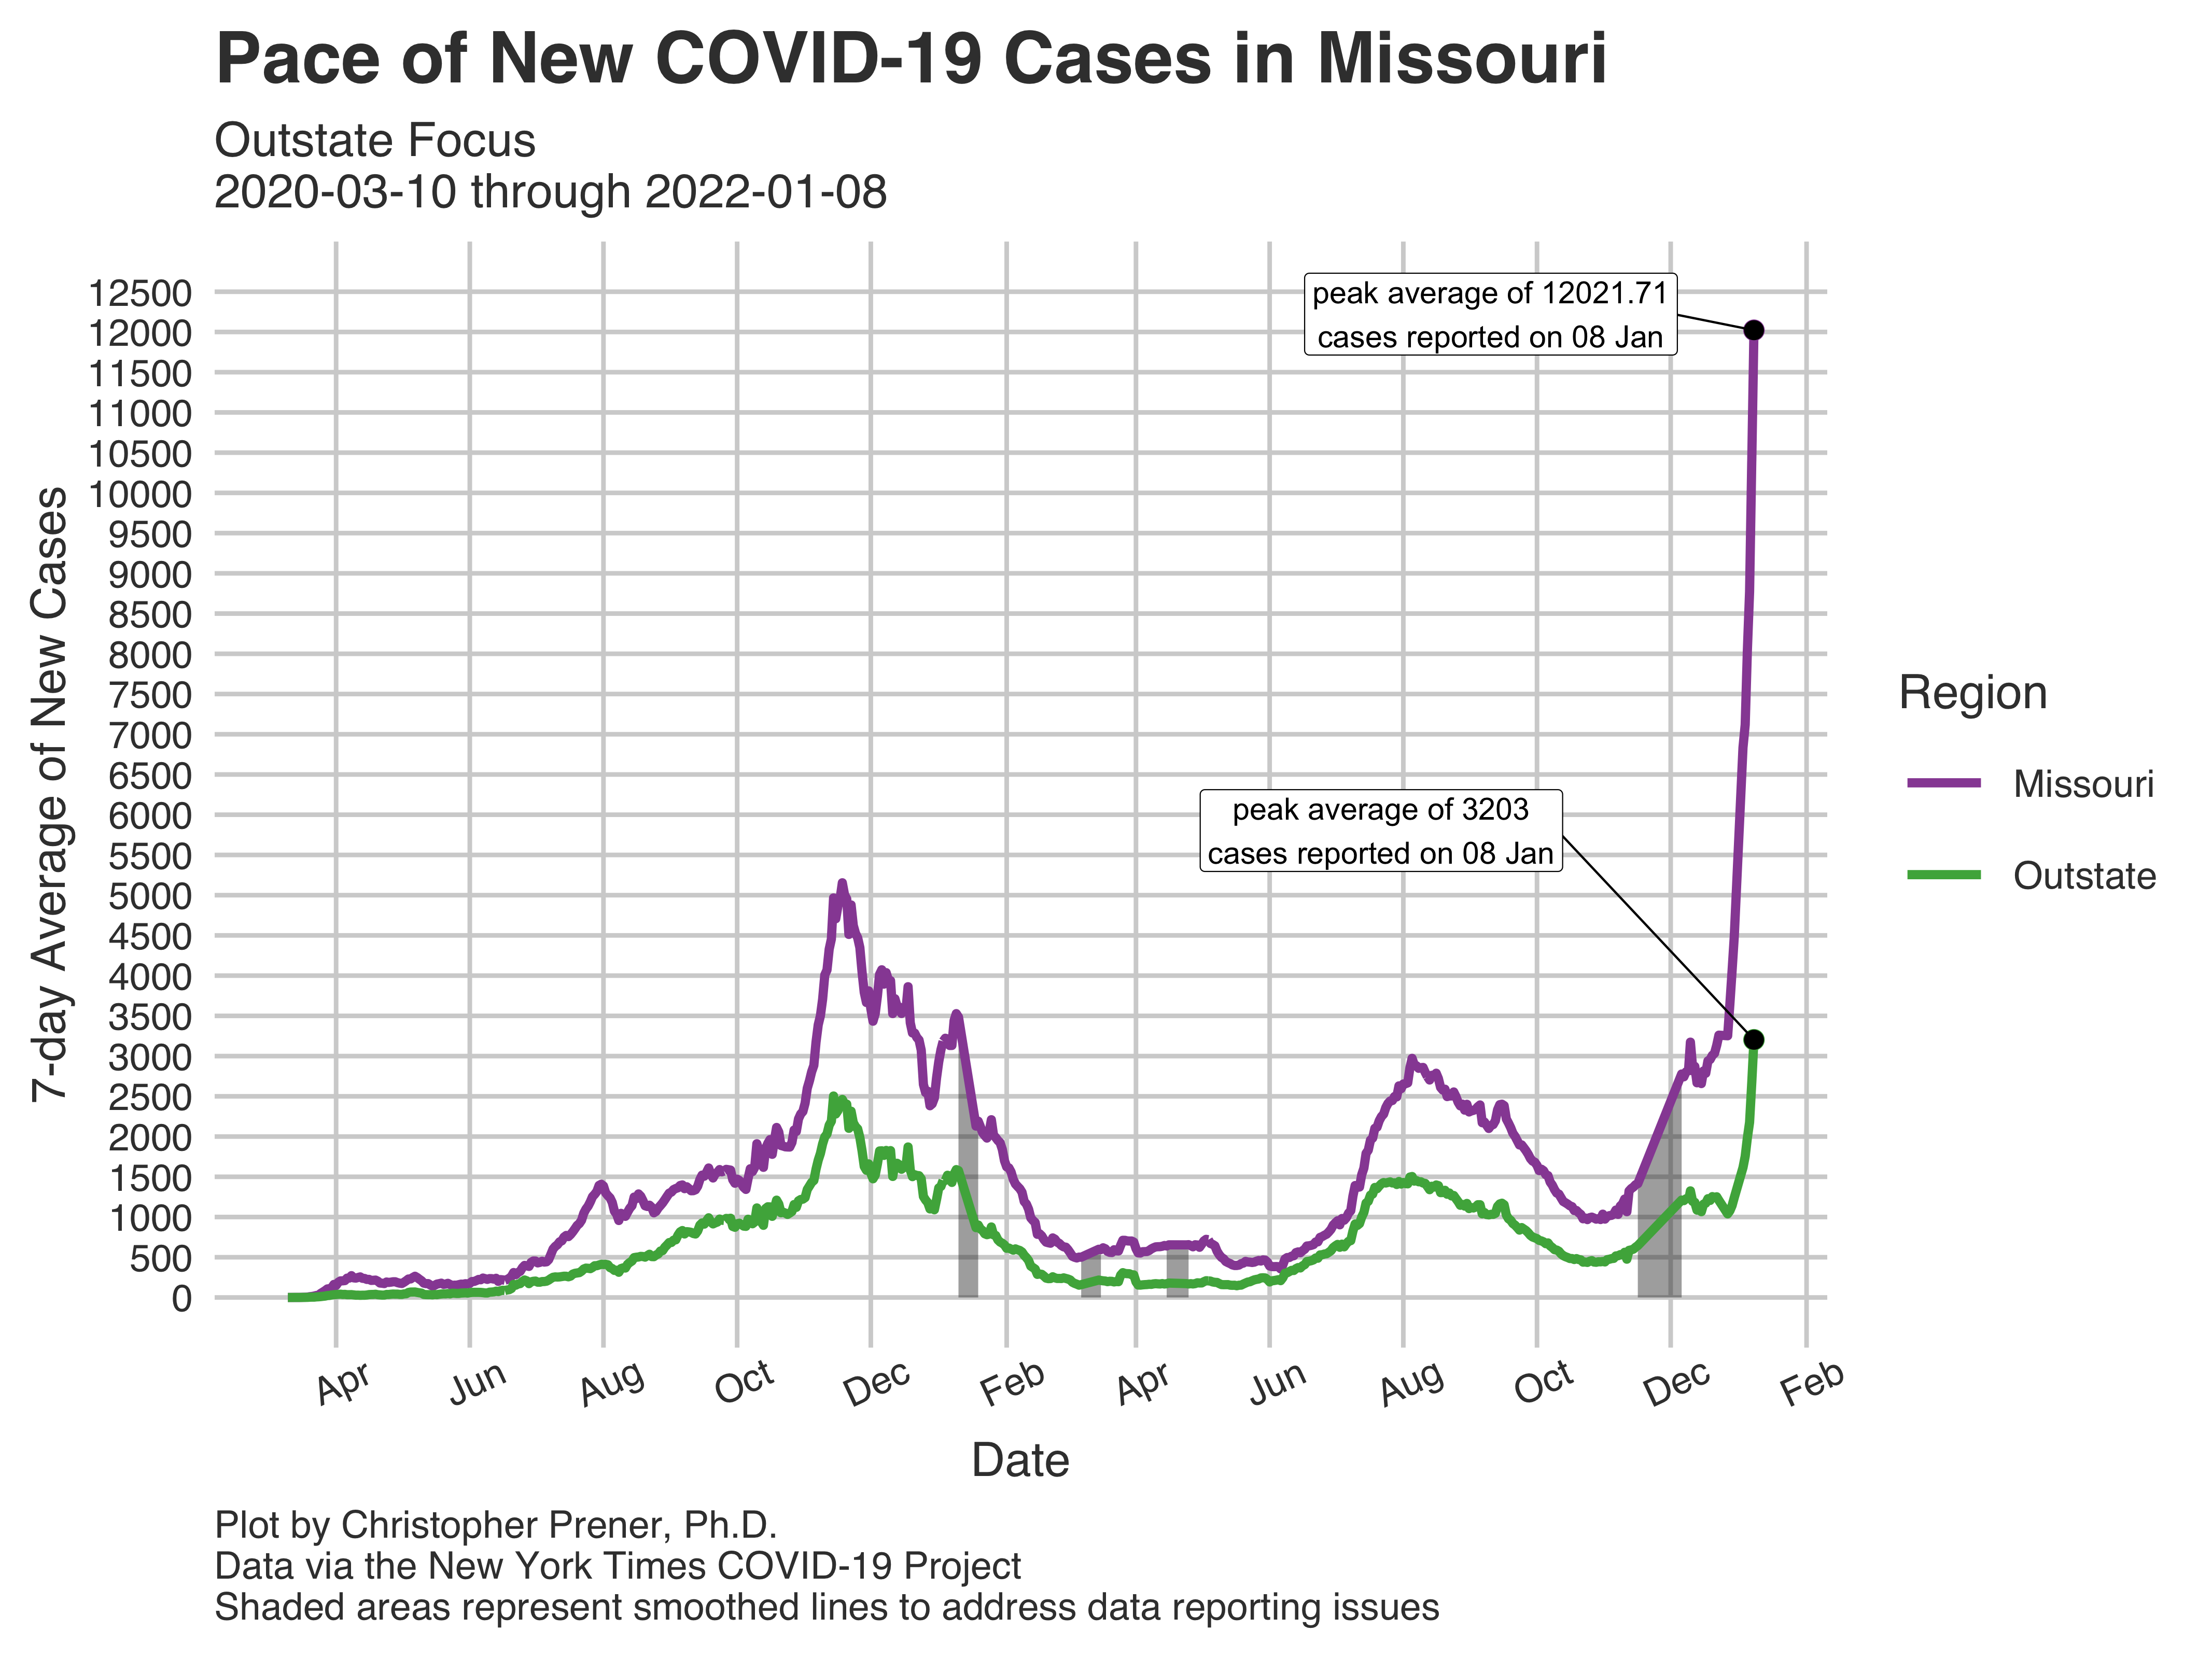 Pace of New COVID-19 Cases in Missouri
Outstate Focus
2020-03-10 through 2022-01-08
7-day Average of New Cases
12500
12000
11500
11000
10500
10000
9500
9000
8500
8000
7500
7000
6500
6000
5500
5000
4500
4000
3500
3000
2500
2000
1500
1000
500
0
peak average of 12021.71
cases reported on 08 Jan
peak average of 3203
cases reported on 08 Jan
Region
Missouri
Outstate
Apr
Jun
Aug
Oct
Dec
Feb
Apr
Jun
Aug
Oct
Dec
Feb
Date
Plot by Christopher Prener, Ph.D.
Data via the New York Times COVID-19 Project
Shaded areas represent smoothed lines to address data reporting issues